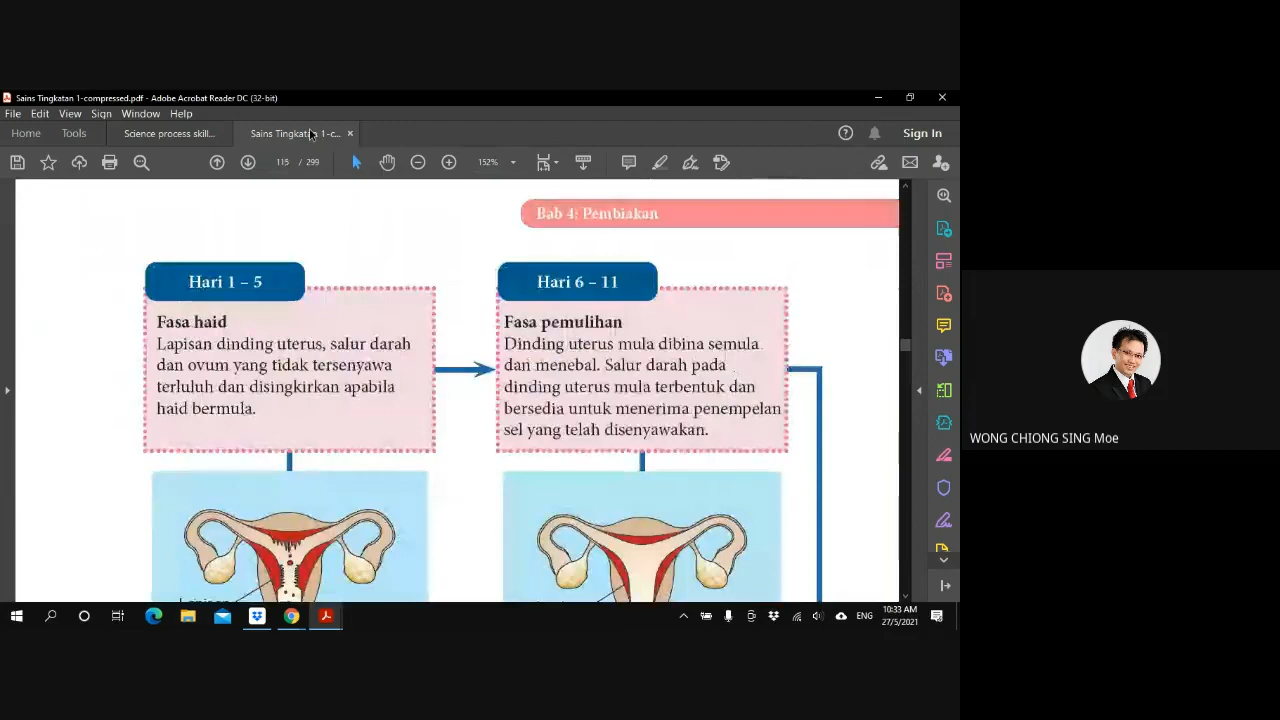 Sains Tingkatan 1-compressed.pdf - Adobe Acrobat Reader DC (32-bit)
File Edit View Sign Window Help
Home Tools Science process skill... Sains Tingkatan 1-c... Sign In
115 / 299 152%
Bab 4: Pembiakan
Hari 1 – 5
Fasa haid
Lapisan dinding uterus, salur darah
dan ovum yang tidak tersenyawa
terluluh dan disingkirkan apabila
haid bermula.
Hari 6 – 11
Fasa pemulihan
Dinding uterus mula dibina semula
dan menebal. Salur darah pada
dinding uterus mula terbentuk dan
bersedia untuk menerima penempelan
sel yang telah disenyawakan.
WONG CHIONG SING Moe
ENG
10:33 AM
27/5/2021